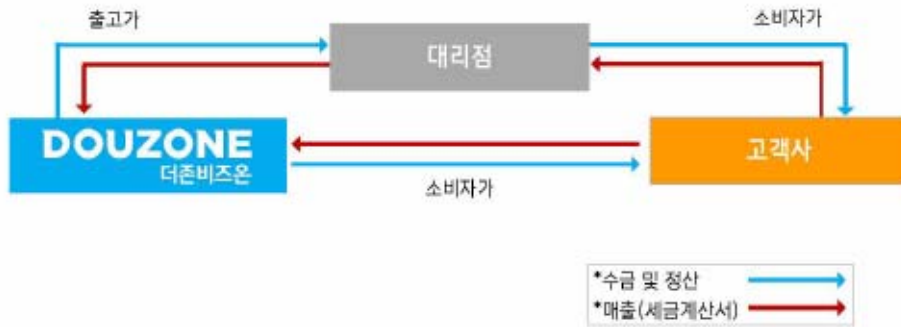 출고가
소비자가
대리점
DOUZONE
더존비즈온
고객사
소비자가
*수금 및 정산
*매출(세금계산서)